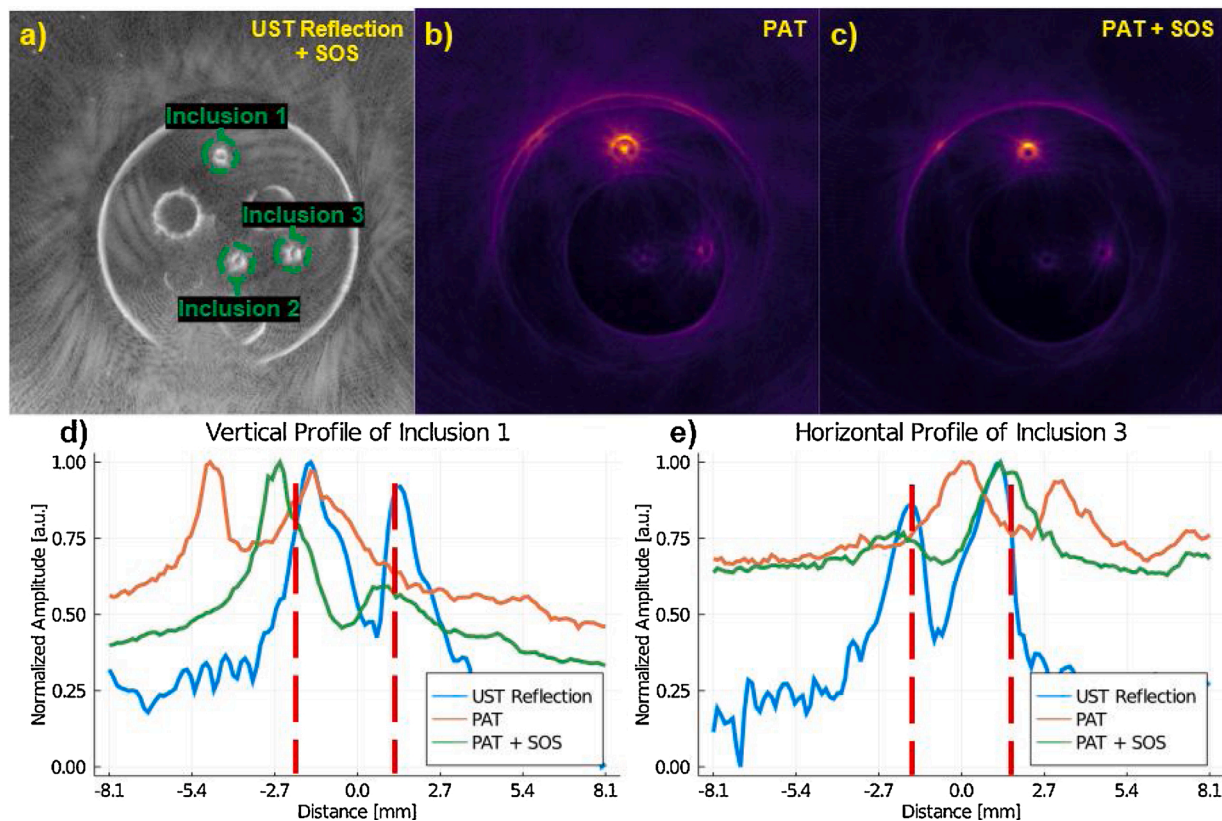 a)
UST Reflection
+ SOS
Inclusion 1
Inclusion 3
Inclusion 2
b)
PAT
c)
PAT + SOS
d)
Vertical Profile of Inclusion 1
Normalized Amplitude [a.u.]
1.00
0.75
0.50
0.25
0.00
UST Reflection
PAT
PAT + SOS
-8.1 -5.4 -2.7 0.0 2.7 5.4 8.1
Distance [mm]
e)
Horizontal Profile of Inclusion 3
Normalized Amplitude [a.u.]
1.00
0.75
0.50
0.25
0.00
UST Reflection
PAT
PAT + SOS
-8.1 -5.4 -2.7 0.0 2.7 5.4 8.1
Distance [mm]